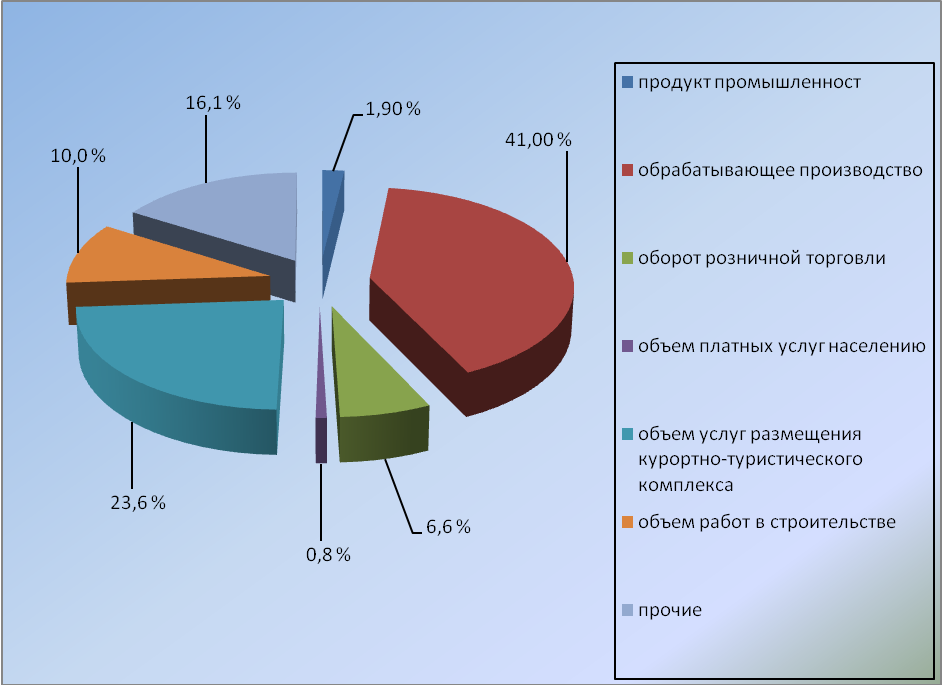 16,1 %
1,90 %
10,0 %
41,00 %
23,6 %
0,8 %
6,6 %
продукт промышленност
обрабатывающее производство
оборот розничной торговли
объем платных услуг населению
объем услуг размещения
курортно-туристического
комплекса
объем работ в строительстве
прочие